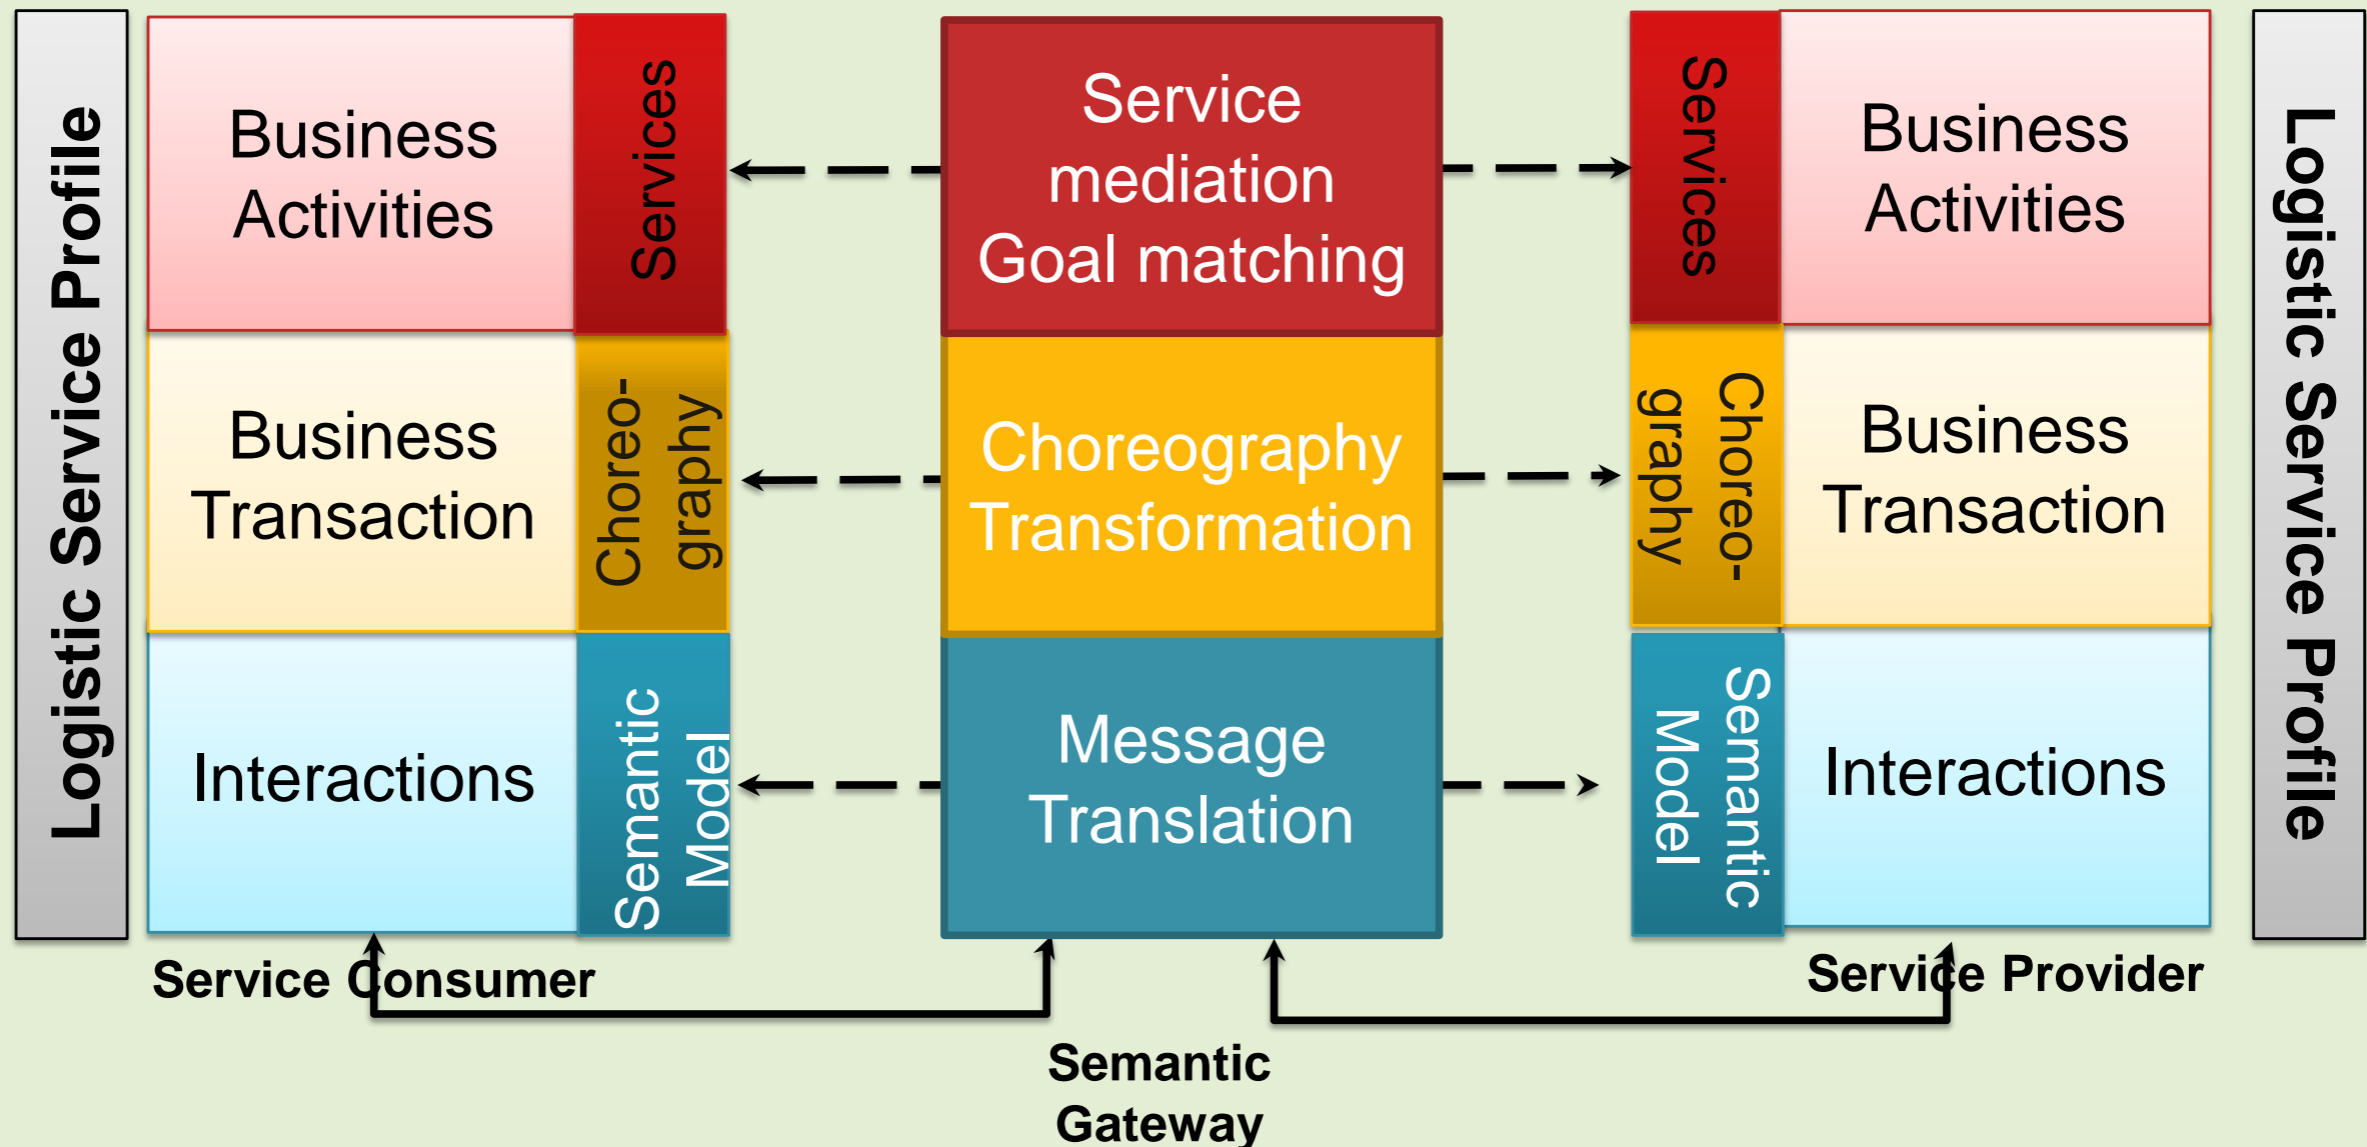 Logistic Service Profile
Business
Activities
Services
Service
mediation
Goal matching
Services
Business
Activities
Logistic Service Profile
Business
Transaction
Choreo-
graphy
Choreography
Transformation
Choreo-
graphy
Business
Transaction
Interactions
Semantic
Model
Message
Translation
Semantic
Model
Interactions
Service Consumer
Service Provider
Semantic
Gateway